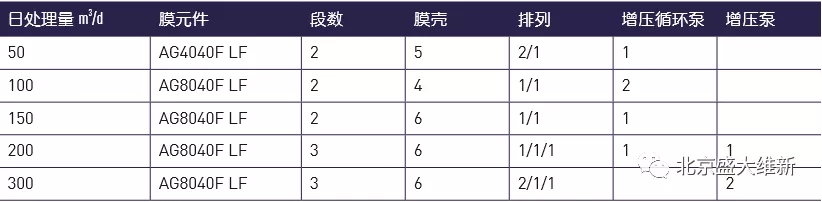 日处理量 m³/d 膜元件 段数 膜壳 排列 增压循环泵 增压泵
50 AG4040F LF 2 5 2/1 1
100 AG8040F LF 2 4 1/1 2
150 AG8040F LF 2 6 1/1 1
200 AG8040F LF 3 6 1/1/1 1 1
300 AG8040F LF 3 6 2/1/1 2
北京盛大维新